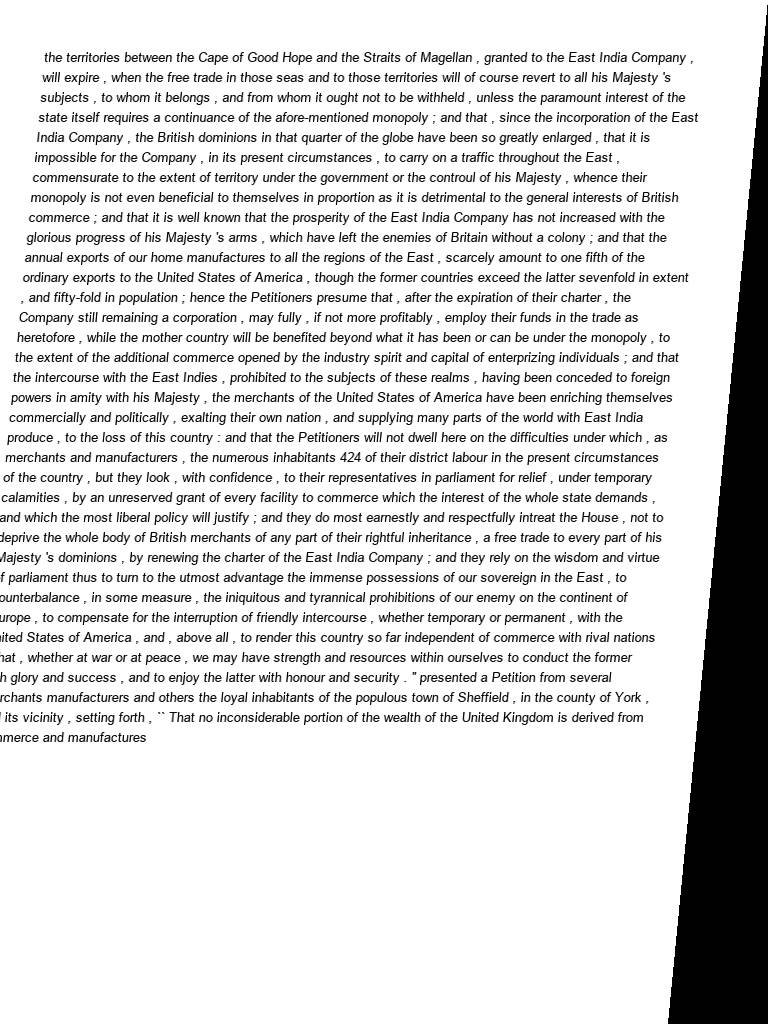 the territories between the Cape of Good Hope and the Straits of Magellan , granted to the East India Company ,
will expire , when the free trade in those seas and to those territories will of course revert to all his Majesty 's
subjects , to whom it belongs , and from whom it ought not to be withheld , unless the paramount interest of the
state itself requires a continuance of the afore-mentioned monopoly ; and that , since the incorporation of the East
India Company , the British dominions in that quarter of the globe have been so greatly enlarged , that it is
impossible for the Company , in its present circumstances , to carry on a traffic throughout the East ,
commensurate to the extent of territory under the government or the controul of his Majesty , whence their
monopoly is not even beneficial to themselves in proportion as it is detrimental to the general interests of British
commerce ; and that it is well known that the prosperity of the East India Company has not increased with the
glorious progress of his Majesty 's arms , which have left the enemies of Britain without a colony ; and that the
annual exports of our home manufactures to all the regions of the East , scarcely amount to one fifth of the
ordinary exports to the United States of America , though the former countries exceed the latter sevenfold in extent
, and fifty-fold in population ; hence the Petitioners presume that , after the expiration of their charter , the
Company still remaining a corporation , may fully , if not more profitably , employ their funds in the trade as
heretofore , while the mother country will be benefited beyond what it has been or can be under the monopoly , to
the extent of the additional commerce opened by the industry spirit and capital of enterprizing individuals ; and that
the intercourse with the East Indies , prohibited to the subjects of these realms , having been conceded to foreign
powers in amity with his Majesty , the merchants of the United States of America have been enriching themselves
commercially and politically , exalting their own nation , and supplying many parts of the world with East India
produce , to the loss of this country : and that the Petitioners will not dwell here on the difficulties under which , as
merchants and manufacturers , the numerous inhabitants 424 of their district labour in the present circumstances
of the country , but they look , with confidence , to their representatives in parliament for relief , under temporary
calamities , by an unreserved grant of every facility to commerce which the interest of the whole state demands ,
and which the most liberal policy will justify ; and they do most earnestly and respectfully intreat the House , not to
deprive the whole body of British merchants of any part of their rightful inheritance , a free trade to every part of his
Majesty 's dominions , by renewing the charter of the East India Company ; and they rely on the wisdom and virtue
f parliament thus to turn to the utmost advantage the immense possessions of our sovereign in the East , to
ounterbalance , in some measure , the iniquitous and tyrannical prohibitions of our enemy on the continent of
urope , to compensate for the interruption of friendly intercourse , whether temporary or permanent , with the
ited States of America , and , above all , to render this country so far independent of commerce with rival nations
hat , whether at war or at peace , we may have strength and resources within ourselves to conduct the former
h glory and success , and to enjoy the latter with honour and security . " presented a Petition from several
rchants manufacturers and others the loyal inhabitants of the populous town of Sheffield , in the county of York ,
its vicinity , setting forth , `` That no inconsiderable portion of the wealth of the United Kingdom is derived from
merce and manufactures